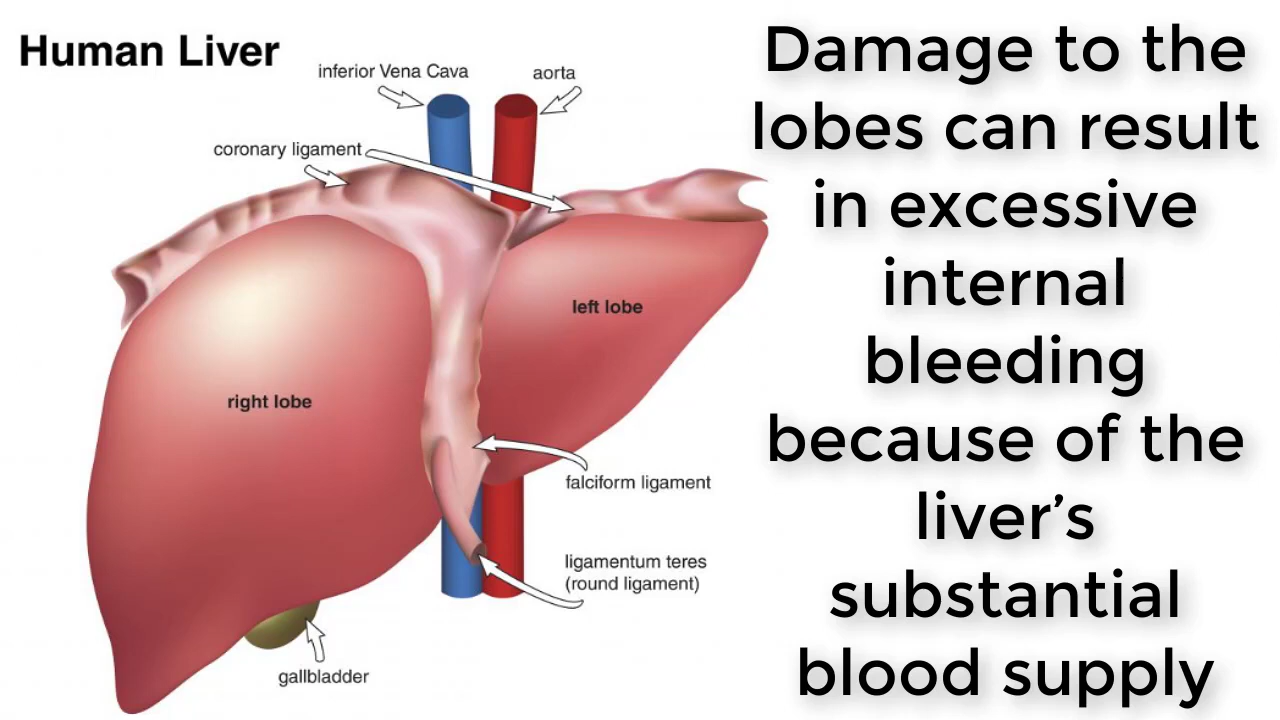 Human Liver
inferior Vena Cava
aorta
coronary ligament
left lobe
right lobe
falciform ligament
ligamentum teres
(round ligament)
gallbladder
Damage to the
lobes can result
in excessive
internal
bleeding
because of the
liver’s
substantial
blood supply